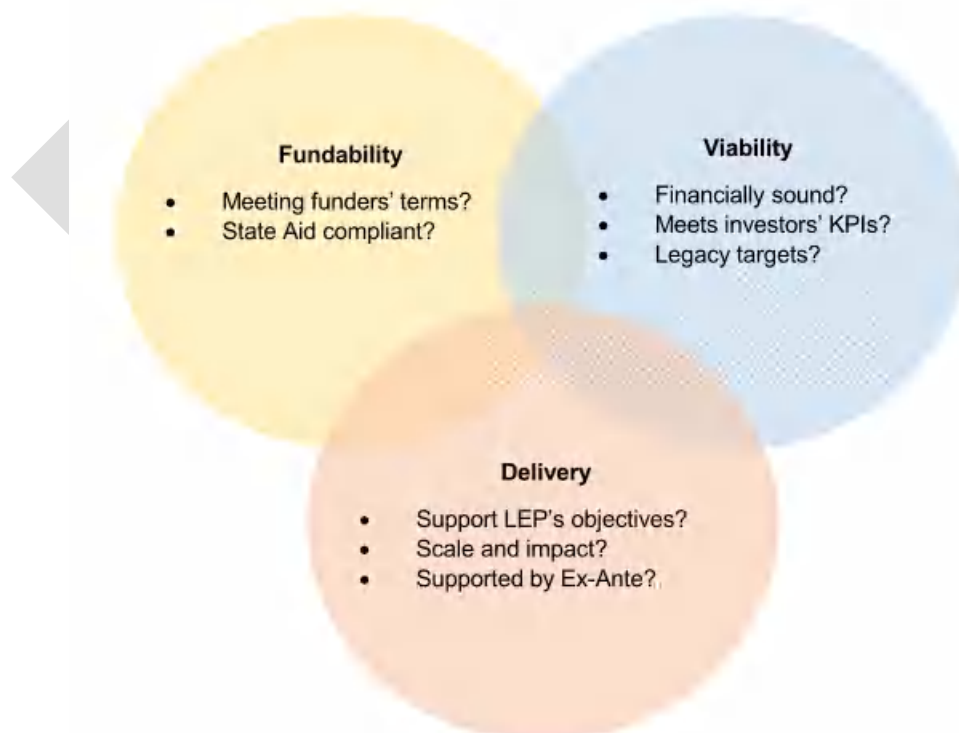 Fundability
• Meeting funders' terms?
• State Aid compliant?
Viability
• Financially sound?
• Meets investors' KPIs?
• Legacy targets?
Delivery
• Support LEP's objectives?
• Scale and impact?
• Supported by Ex-Ante?